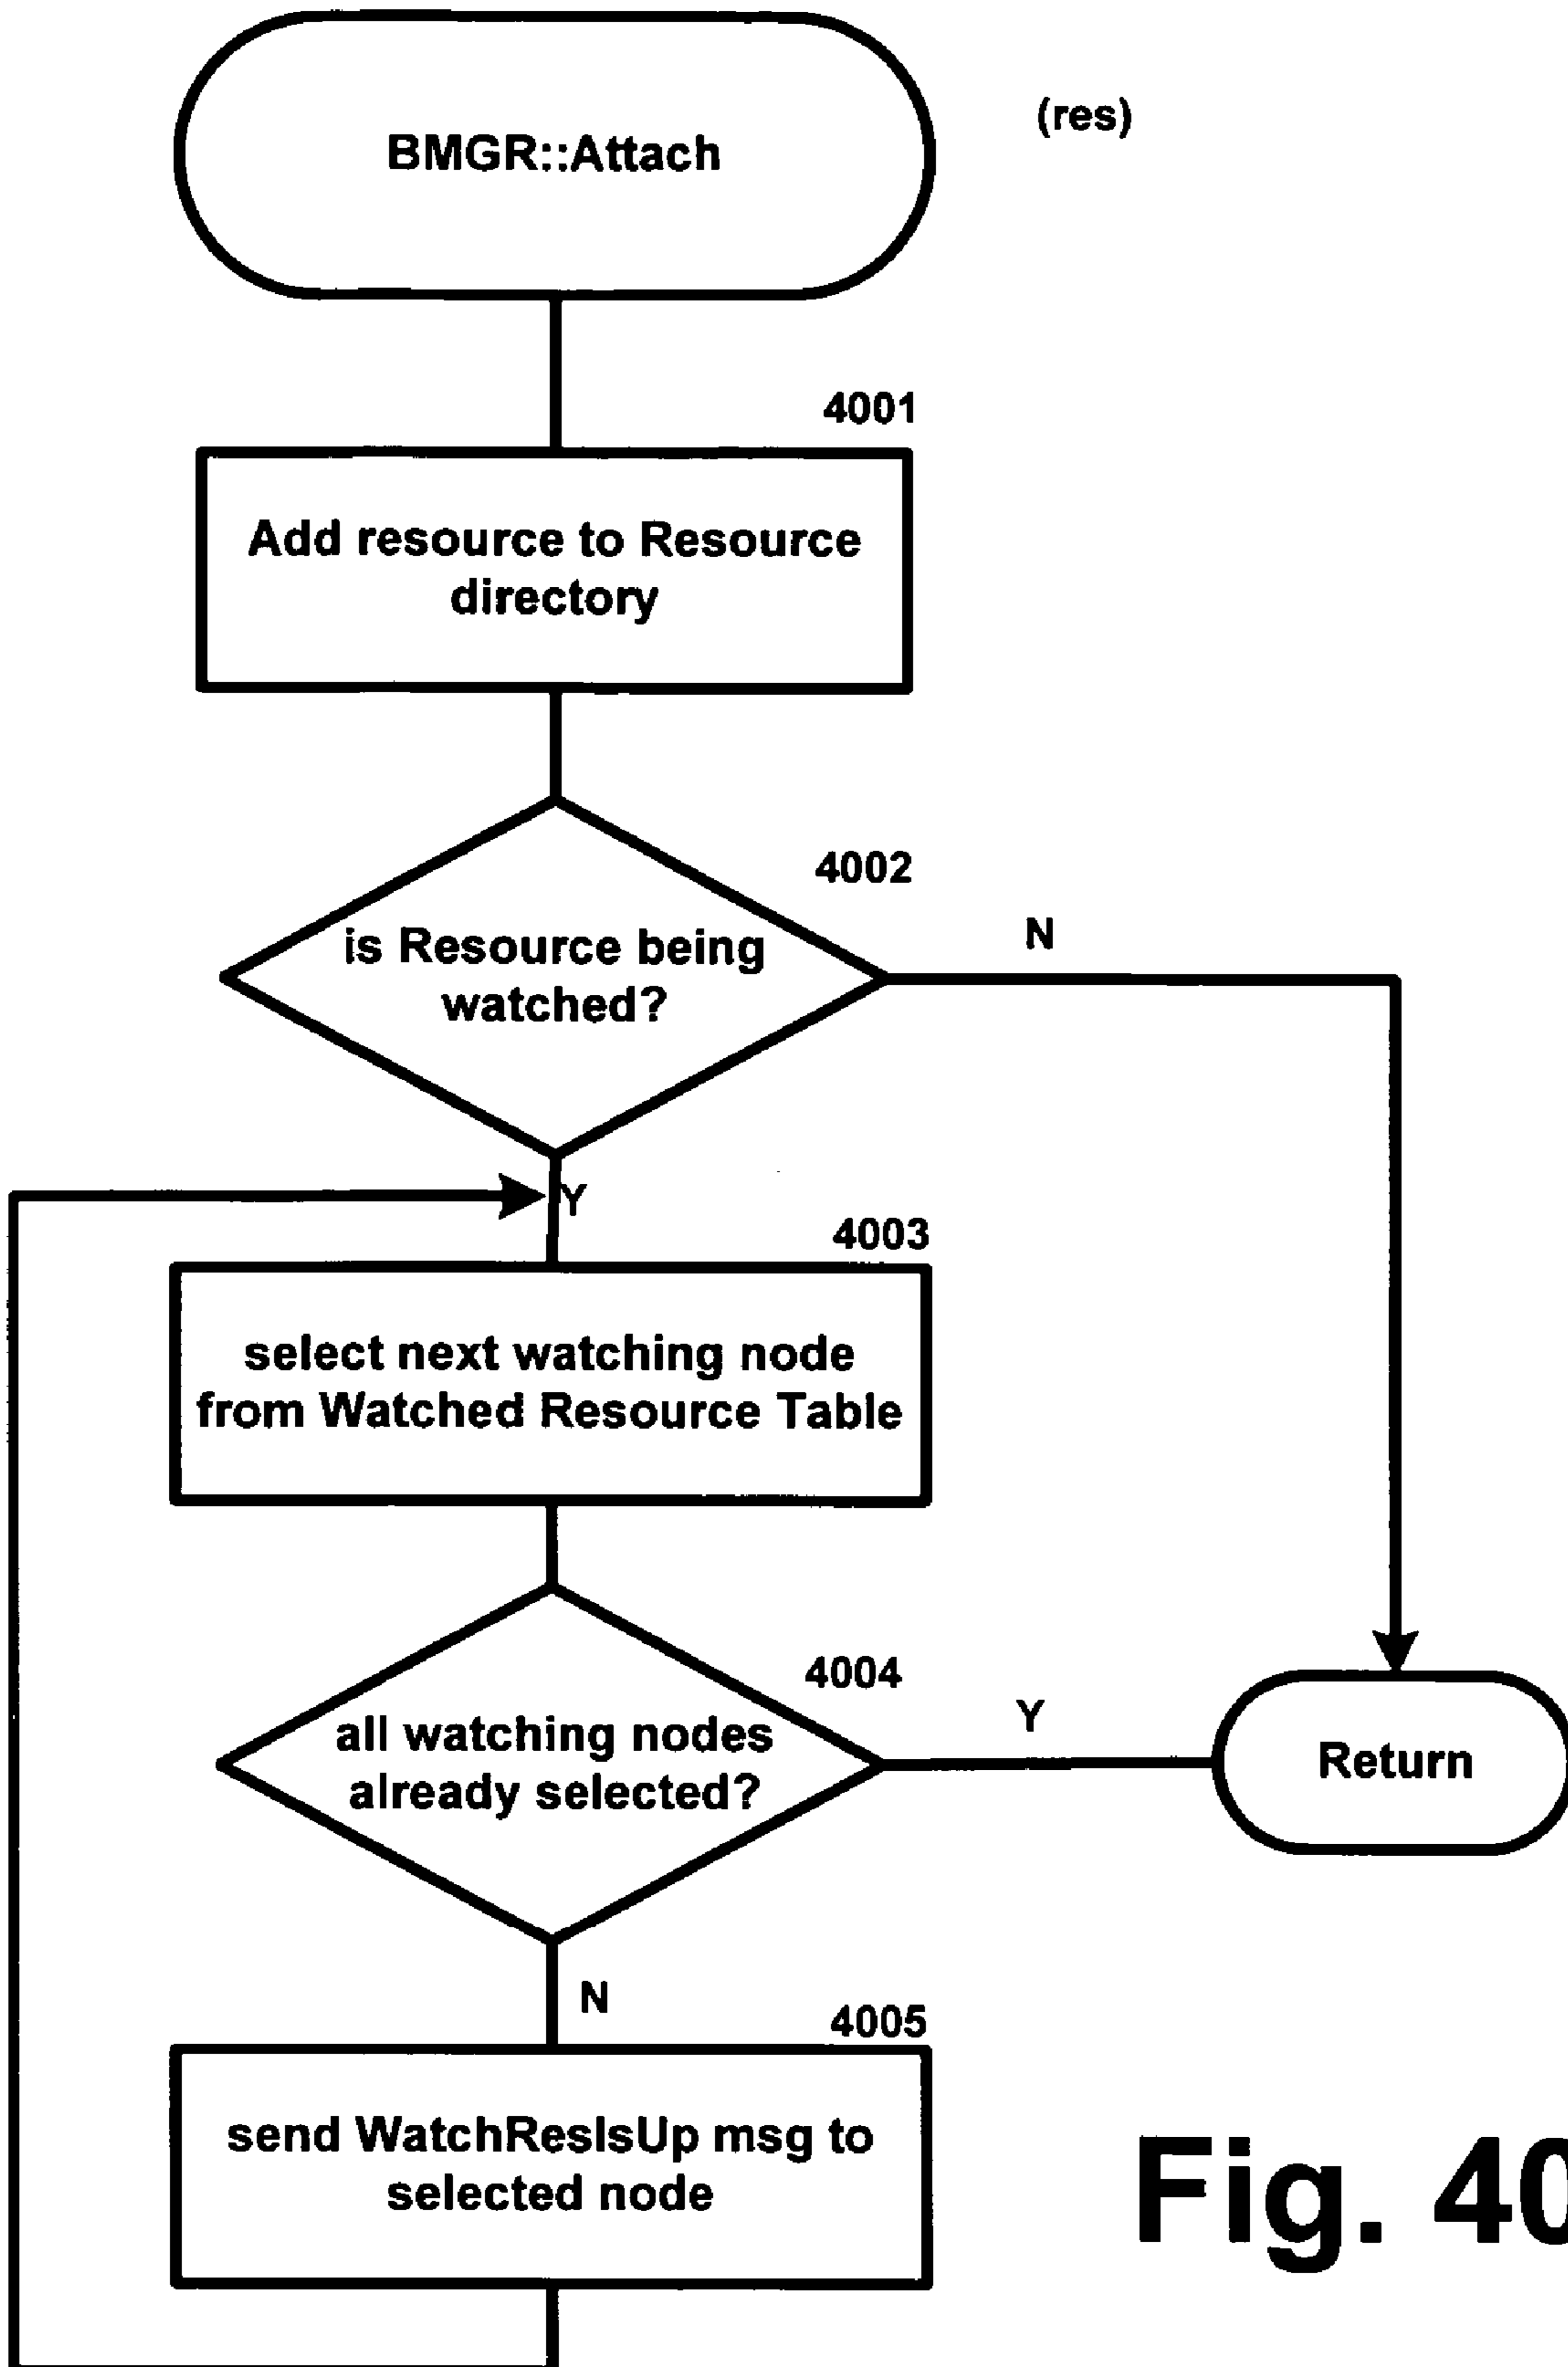 BMGR::Attach
(res)
4001
Add resource to Resource
directory
4002
is Resource being
watched?
N
Y
4003
select next watching node
from Watched Resource Table
4004
all watching nodes
already selected?
Y
Return
N
4005
send WatchResIsUp msg to
selected node
Fig. 40